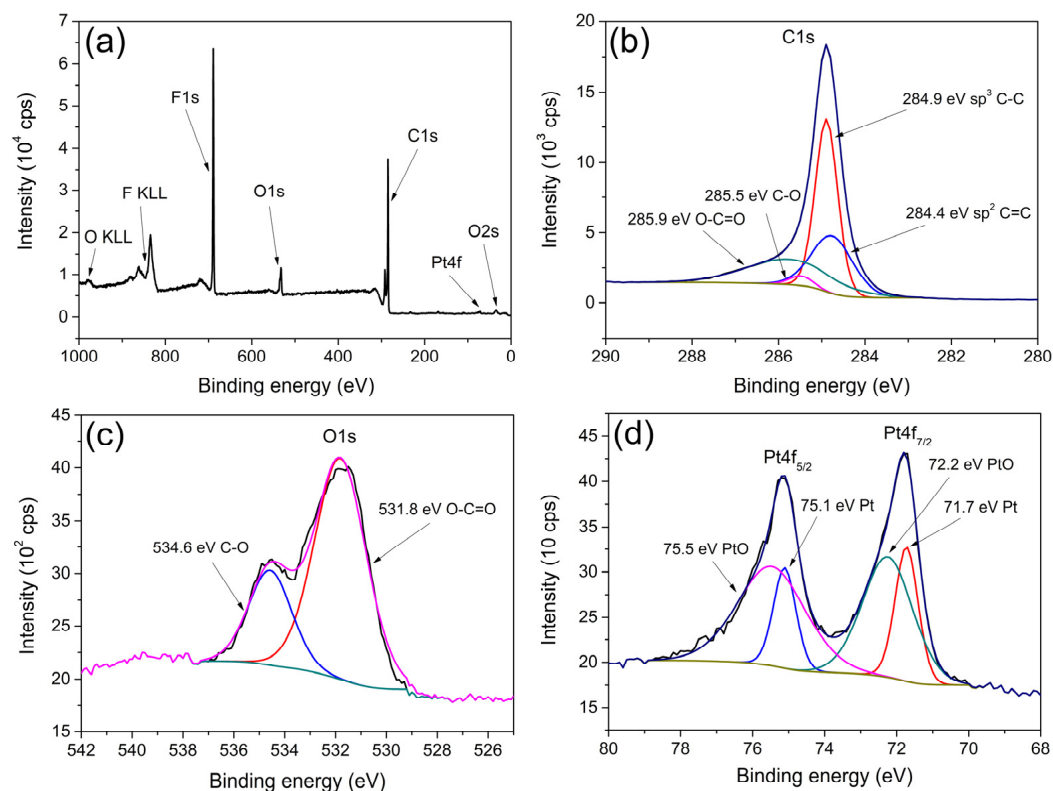 (a)
F1s
C1s
F KLL
O1s
O KLL
Pt4f
O2s
7
6
5
4
3
2
1
0
Intensity (10⁴ cps)
1000
800
600
400
200
0
Binding energy (eV)
(b)
C1s
284.9 eV sp³ C-C
285.5 eV C-O
285.9 eV O-C=O
284.4 eV sp² C=C
20
15
10
5
0
Intensity (10³ cps)
290
288
286
284
282
280
Binding energy (eV)
(c)
O1s
531.8 eV O-C=O
534.6 eV C-O
45
40
35
30
25
20
15
Intensity (10² cps)
542
540
538
536
534
532
530
528
526
Binding energy (eV)
(d)
Pt4f₇/₂
Pt4f₅/₂
72.2 eV PtO
75.1 eV Pt
71.7 eV Pt
75.5 eV PtO
45
40
35
30
25
20
15
Intensity (10 cps)
80
78
76
74
72
70
68
Binding energy (eV)